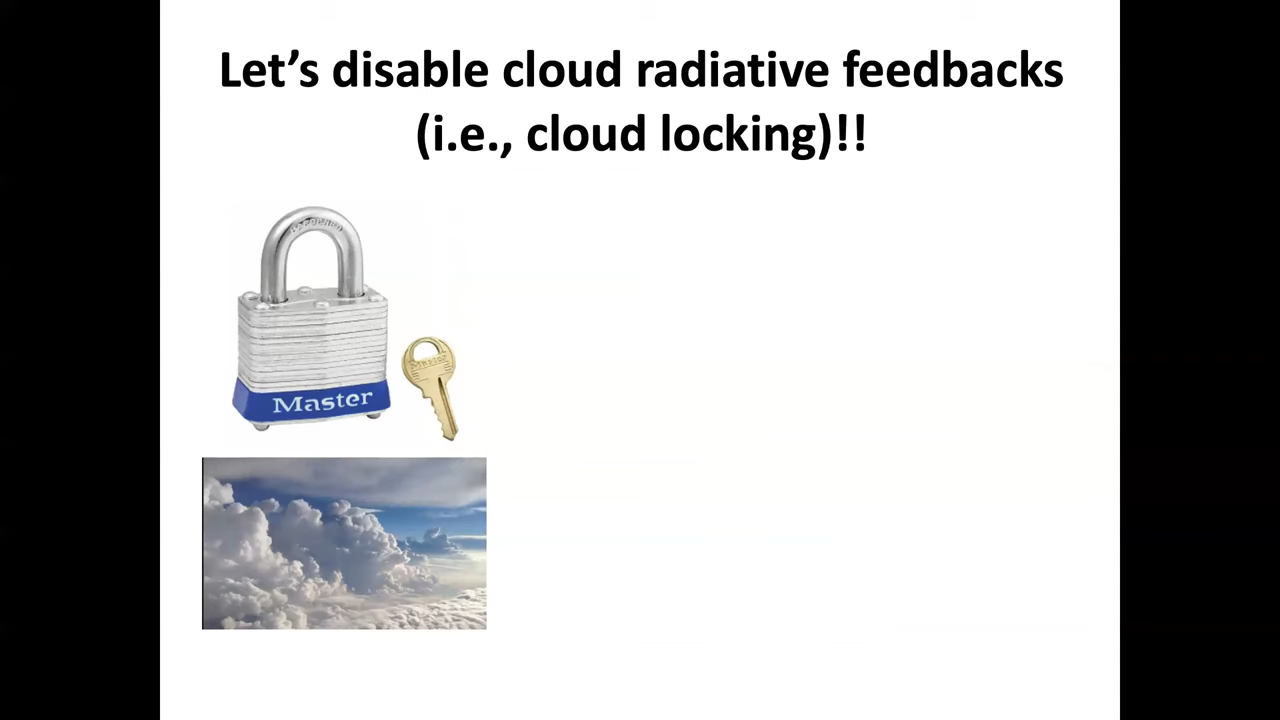 Let’s disable cloud radiative feedbacks
(i.e., cloud locking)!!
Master